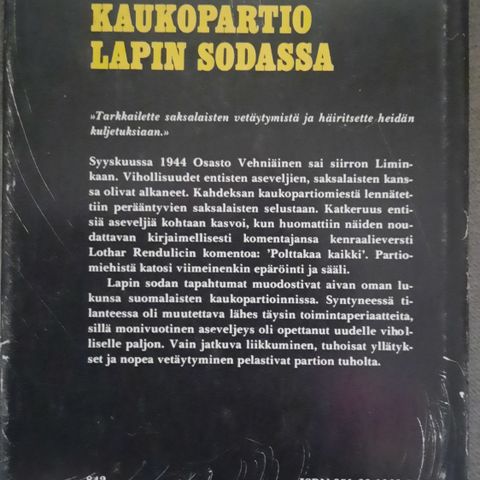 KAUKOPARTIO
LAPIN SODASSA
»Tarkkailette saksalaisten vetäytymistä ja häiritsette heidän
kuljetuksiaan.»
Syyskuussa 1944 Osasto Vehniäinen sai siirron Limin-
kaan. Vihollisuudet entisten aseveljien, saksalaisten kans-
sa olivat alkaneet. Kahdeksan kaukopartiomiestä lennätet-
tiin perääntyvien saksalaisten selustaan. Katkeruus enti-
siä aseveljiä kohtaan kasvoi, kun huomattiin näiden nou-
dattavan kirjaimellisesti komentajansa kenraalieversti
Lothar Rendulicin komentoa: 'Polttakaa kaikki'. Partio-
miehistä katosi viimeinenkin epäröinti ja sääli.
Lapin sodan tapahtumat muodostivat aivan oman lu-
kunsa suomalaisten kaukopartioinnissa. Syntyneessä ti-
lanteessa oli muutettava lähes täysin toimintaperiaatteita,
sillä monivuotinen aseveljeys oli opettanut uudelle vihol-
liselle paljon. Vain jatkuva liikkuminen, tuhoisat yllätyk-
set ja nopea vetäytyminen pelastivat partion tuholta.